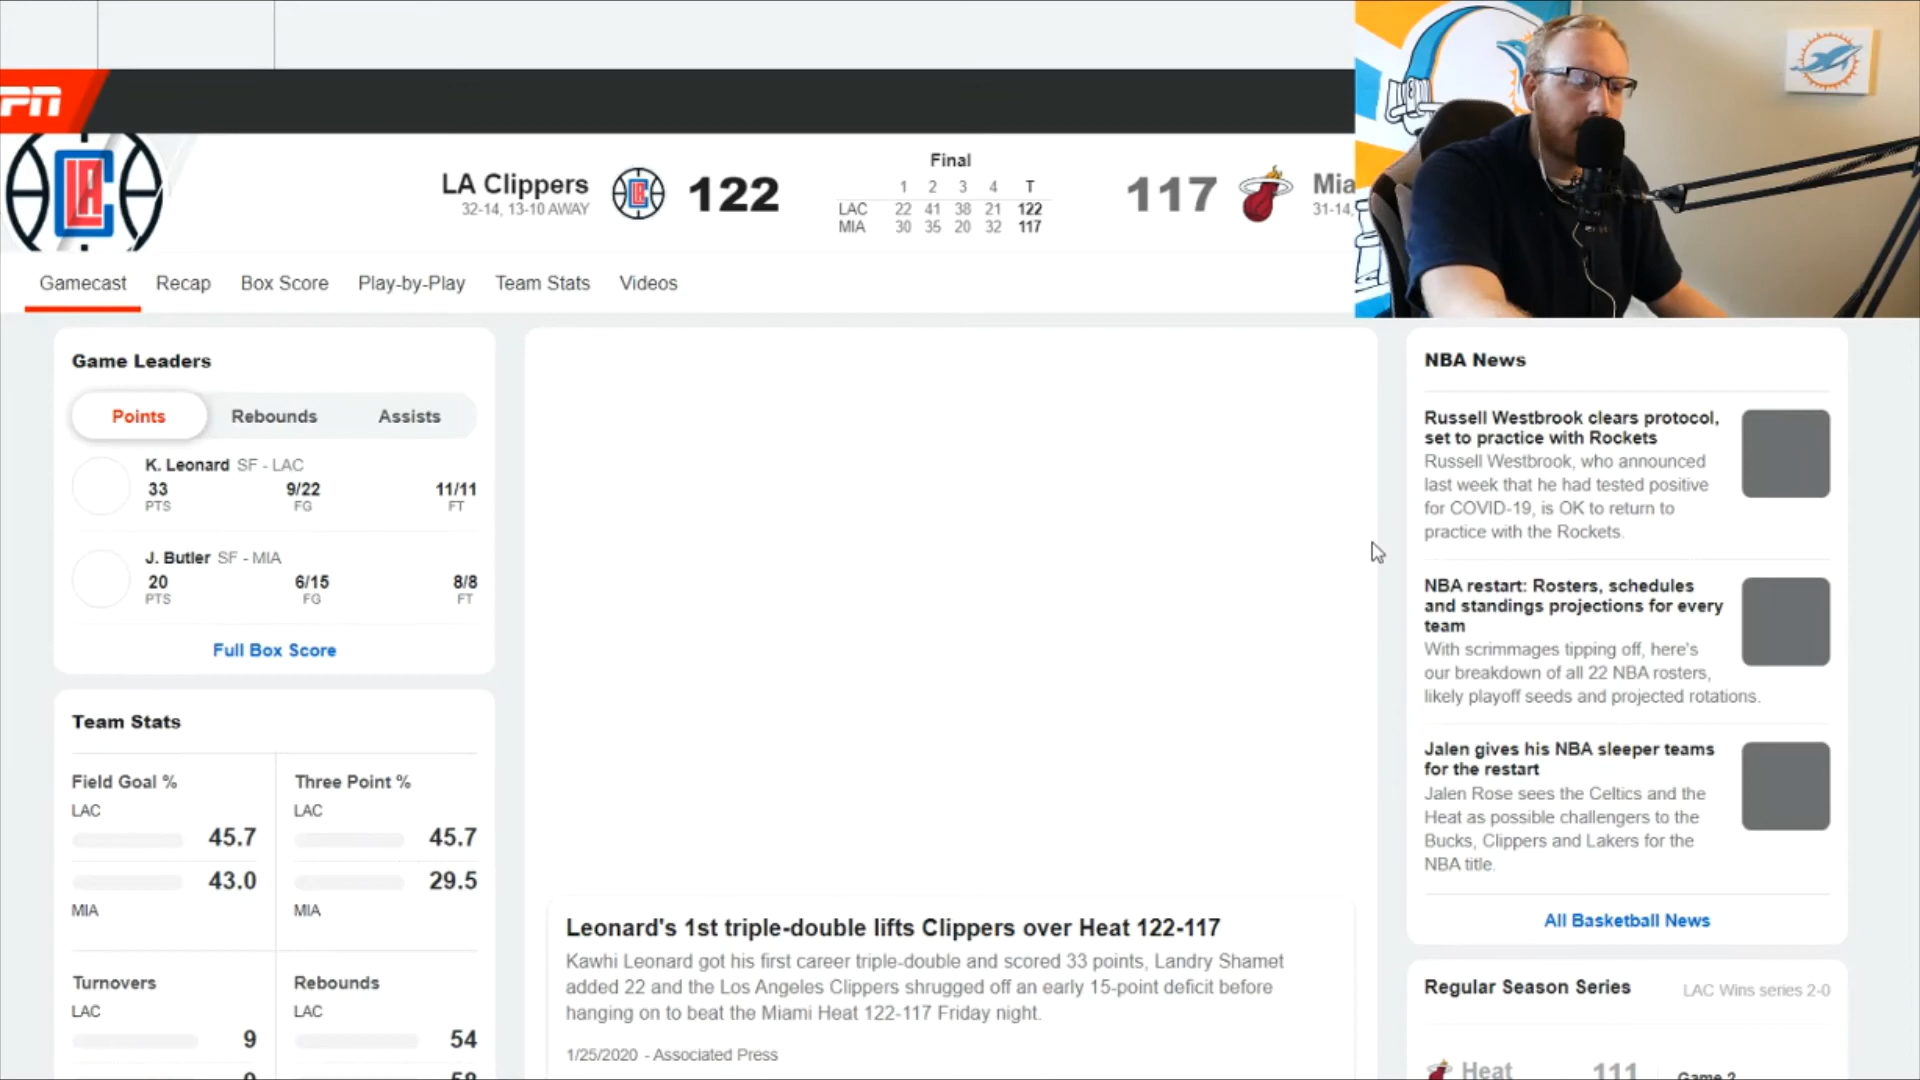 PN
LA Clippers
32-14, 13-10 AWAY
122
Final
1 2 3 4 T
LAC 22 41 38 21 122
MIA 30 35 20 32 117
117
Mia
31-14,
Gamecast Recap Box Score Play-by-Play Team Stats Videos
Game Leaders
Points Rebounds Assists
K. Leonard SF - LAC
33 9/22 11/11
PTS FG FT
J. Butler SF - MIA
20 6/15 8/8
PTS FG FT
Full Box Score
Team Stats
Field Goal % Three Point %
LAC LAC
45.7 45.7
43.0 29.5
MIA MIA
Turnovers Rebounds
LAC LAC
9 54
Leonard's 1st triple-double lifts Clippers over Heat 122-117
Kawhi Leonard got his first career triple-double and scored 33 points, Landry Shamet
added 22 and the Los Angeles Clippers shrugged off an early 15-point deficit before
hanging on to beat the Miami Heat 122-117 Friday night.
1/25/2020 - Associated Press
NBA News
Russell Westbrook clears protocol,
set to practice with Rockets
Russell Westbrook, who announced
last week that he had tested positive
for COVID-19, is OK to return to
practice with the Rockets.
NBA restart: Rosters, schedules
and standings projections for every
team
With scrimmages tipping off, here's
our breakdown of all 22 NBA rosters,
likely playoff seeds and projected rotations.
Jalen gives his NBA sleeper teams
for the restart
Jalen Rose sees the Celtics and the
Heat as possible challengers to the
Bucks, Clippers and Lakers for the
NBA title.
All Basketball News
Regular Season Series LAC Wins series 2-0
Heat 111 Game 2